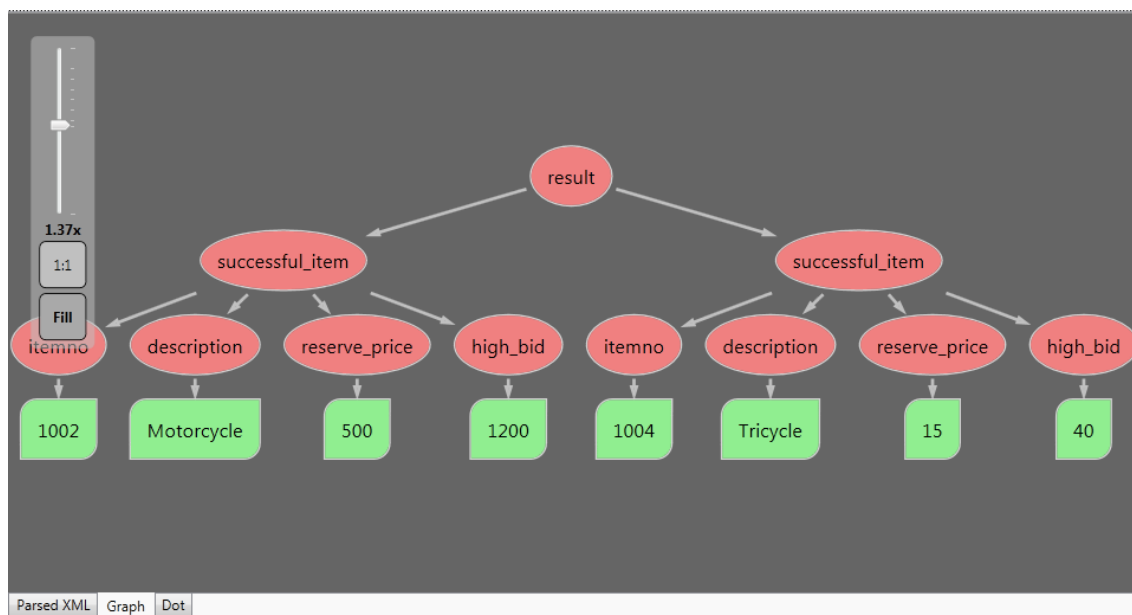 result
1.37x
1:1
Fill
successful_item successful_item
itemno description reserve_price high_bid itemno description reserve_price high_bid
1002 Motorcycle 500 1200 1004 Tricycle 15 40
Parsed XML Graph Dot